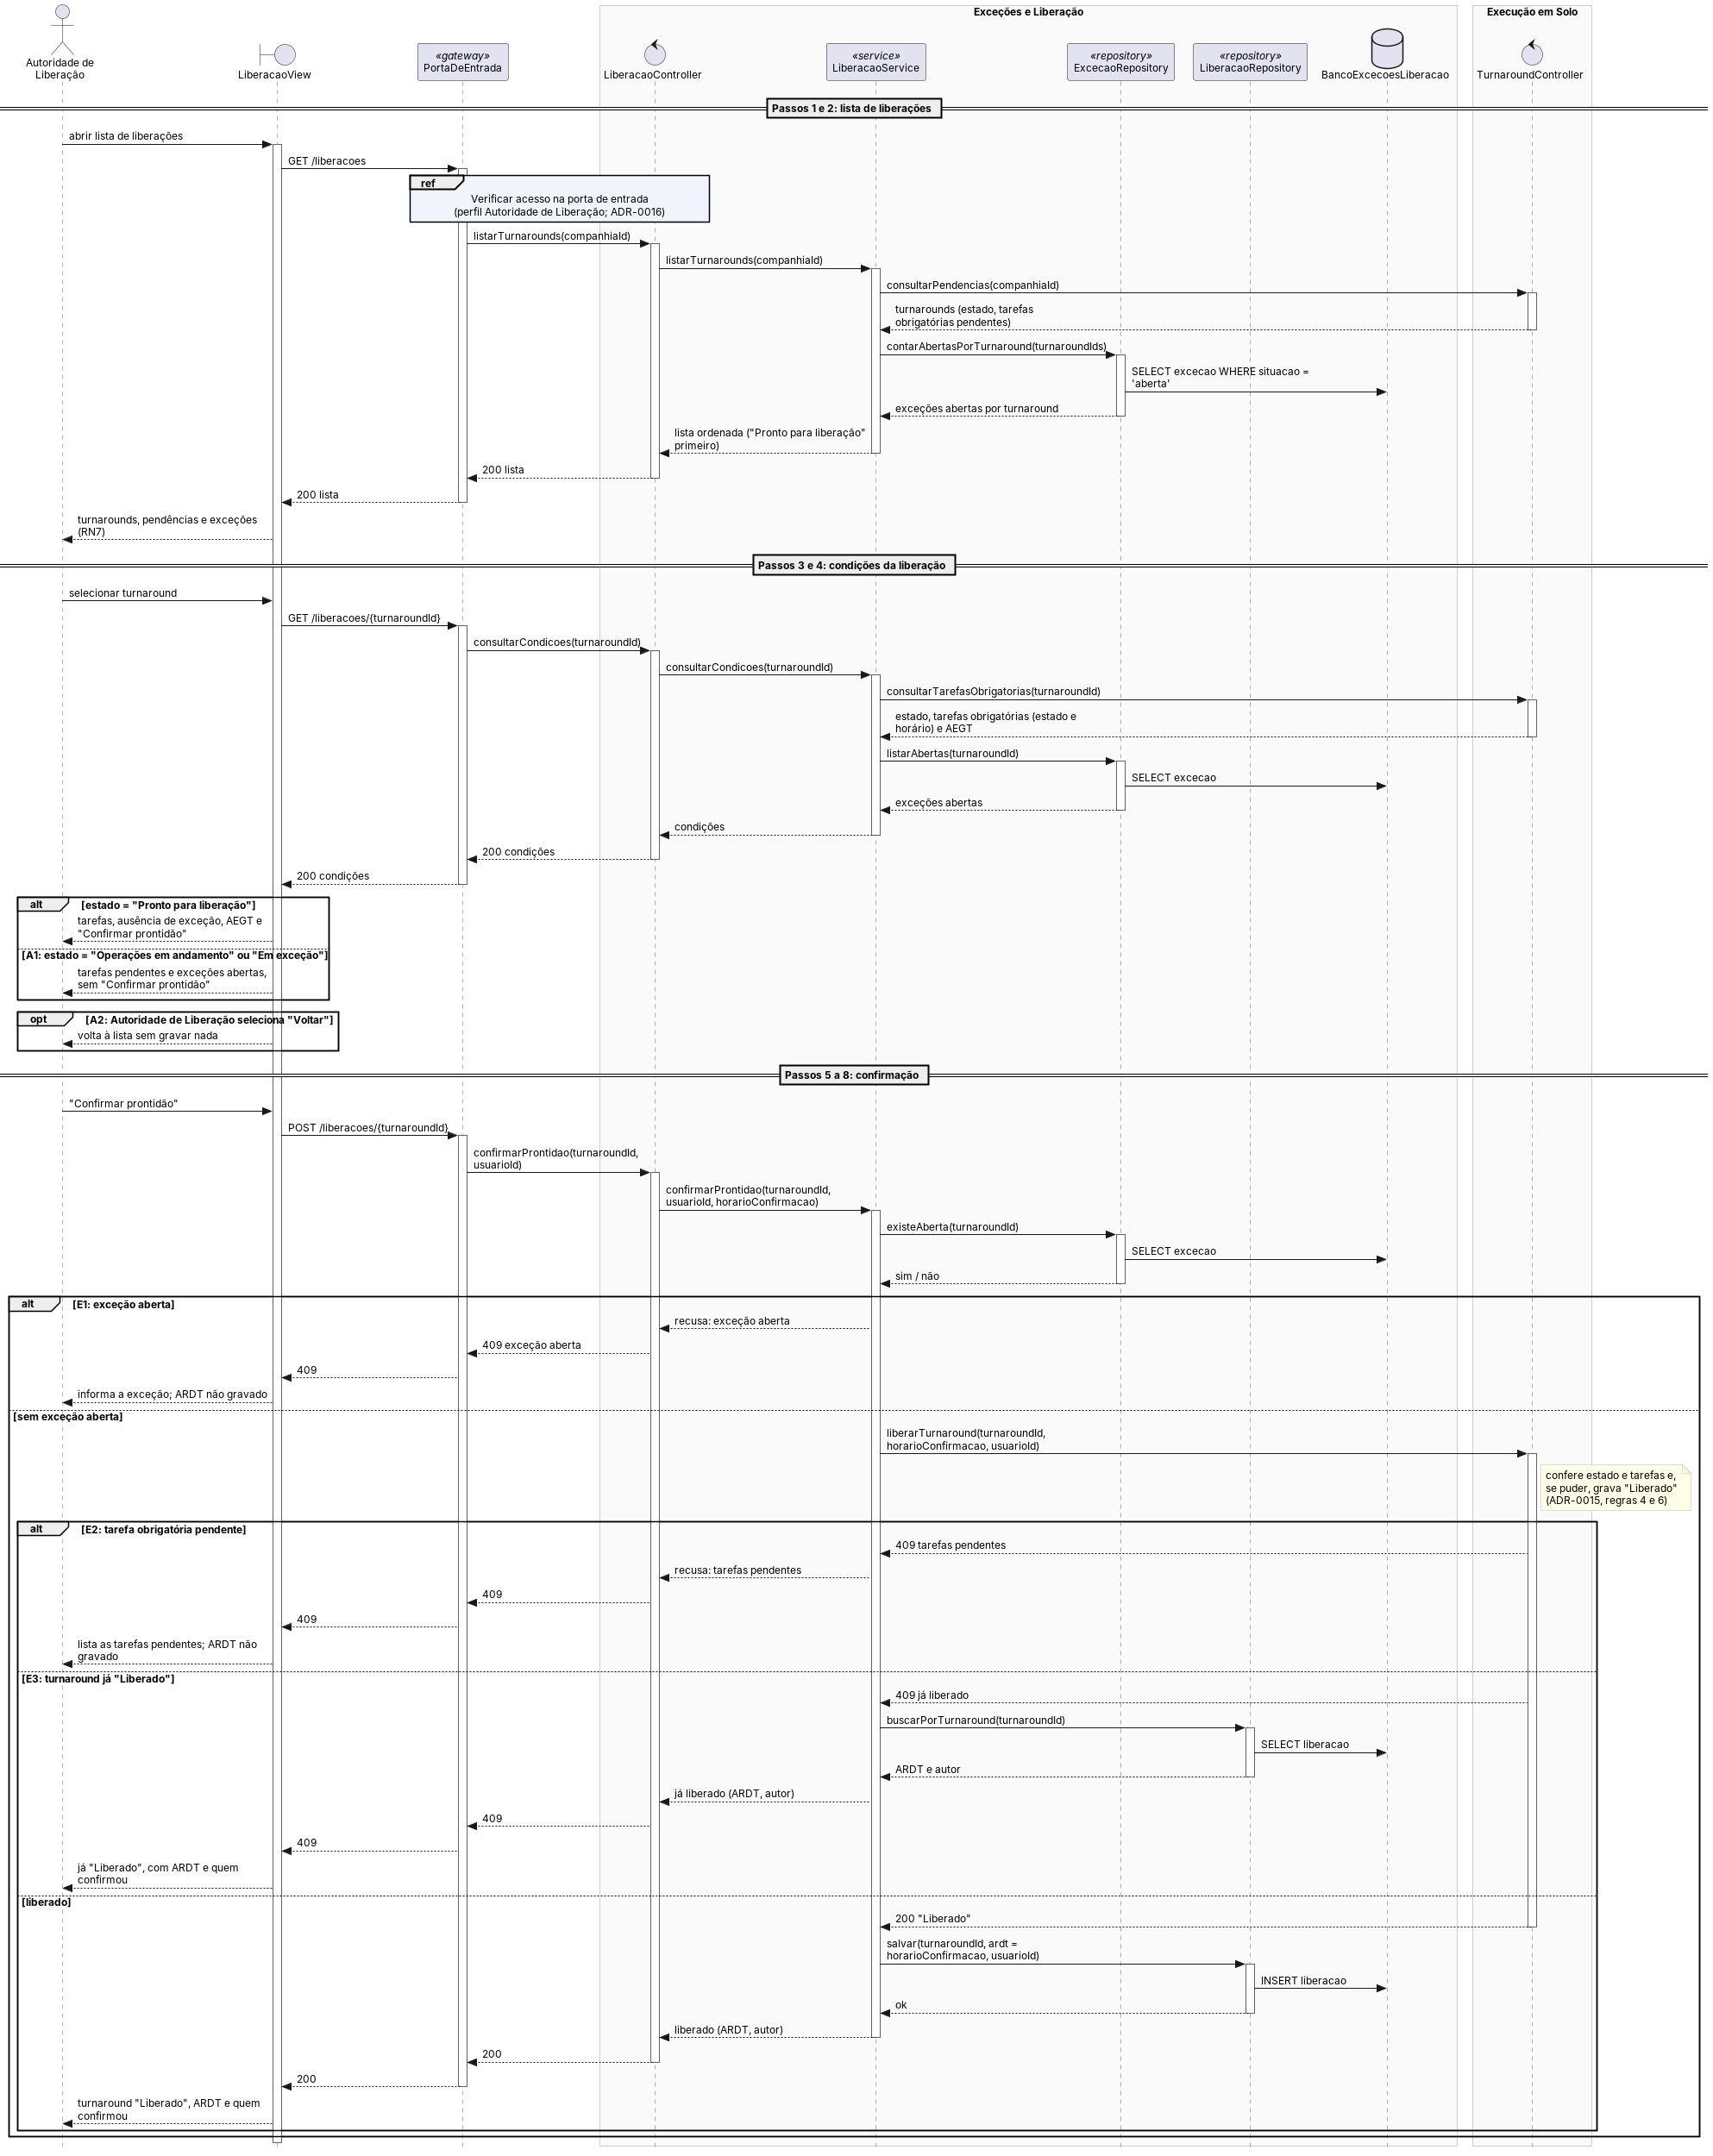 Exceções e Liberação
Execução em Solo
Autoridade de
Liberação
LiberacaoView
«gateway»
PortaDeEntrada
LiberacaoController
«service»
LiberacaoService
«repository»
ExcecaoRepository
«repository»
LiberacaoRepository
BancoExcecoesLiberacao
TurnaroundController
Passos 1 e 2: lista de liberações
abrir lista de liberações
GET /liberacoes
ref
Verificar acesso na porta de entrada
(perfil Autoridade de Liberação; ADR-0016)
listarTurnarounds(companhiaId)
listarTurnarounds(companhiaId)
consultarPendencias(companhiaId)
turnarounds (estado, tarefas
obrigatórias pendentes)
contarAbertasPorTurnaround(turnaroundIds)
SELECT excecao WHERE situacao =
'aberta'
exceções abertas por turnaround
lista ordenada ("Pronto para liberação"
primeiro)
200 lista
200 lista
turnarounds, pendências e exceções
(RN7)
Passos 3 e 4: condições da liberação
selecionar turnaround
GET /liberacoes/{turnaroundId}
consultarCondicoes(turnaroundId)
consultarCondicoes(turnaroundId)
consultarTarefasObrigatorias(turnaroundId)
estado, tarefas obrigatórias (estado e
horário) e AEGT
listarAbertas(turnaroundId)
SELECT excecao
exceções abertas
condições
200 condições
200 condições
alt
[estado = "Pronto para liberação"]
tarefas, ausência de exceção, AEGT e
"Confirmar prontidão"
[A1: estado = "Operações em andamento" ou "Em exceção"]
tarefas pendentes e exceções abertas,
sem "Confirmar prontidão"
opt
[A2: Autoridade de Liberação seleciona "Voltar"]
volta à lista sem gravar nada
Passos 5 a 8: confirmação
"Confirmar prontidão"
POST /liberacoes/{turnaroundId}
confirmarProntidao(turnaroundId,
usuarioId)
confirmarProntidao(turnaroundId,
usuarioId, horarioConfirmacao)
existeAberta(turnaroundId)
SELECT excecao
sim / não
alt
[E1: exceção aberta]
recusa: exceção aberta
409 exceção aberta
409
informa a exceção; ARDT não gravado
[sem exceção aberta]
liberarTurnaround(turnaroundId,
horarioConfirmacao, usuarioId)
confere estado e tarefas e,
se puder, grava "Liberado"
(ADR-0015, regras 4 e 6)
alt
[E2: tarefa obrigatória pendente]
409 tarefas pendentes
recusa: tarefas pendentes
409
409
lista as tarefas pendentes; ARDT não
gravado
[E3: turnaround já "Liberado"]
409 já liberado
buscarPorTurnaround(turnaroundId)
SELECT liberacao
ARDT e autor
já liberado (ARDT, autor)
409
409
já "Liberado", com ARDT e quem
confirmou
[liberado]
200 "Liberado"
salvar(turnaroundId, ardt =
horarioConfirmacao, usuarioId)
INSERT liberacao
ok
liberado (ARDT, autor)
200
200
turnaround "Liberado", ARDT e quem
confirmou